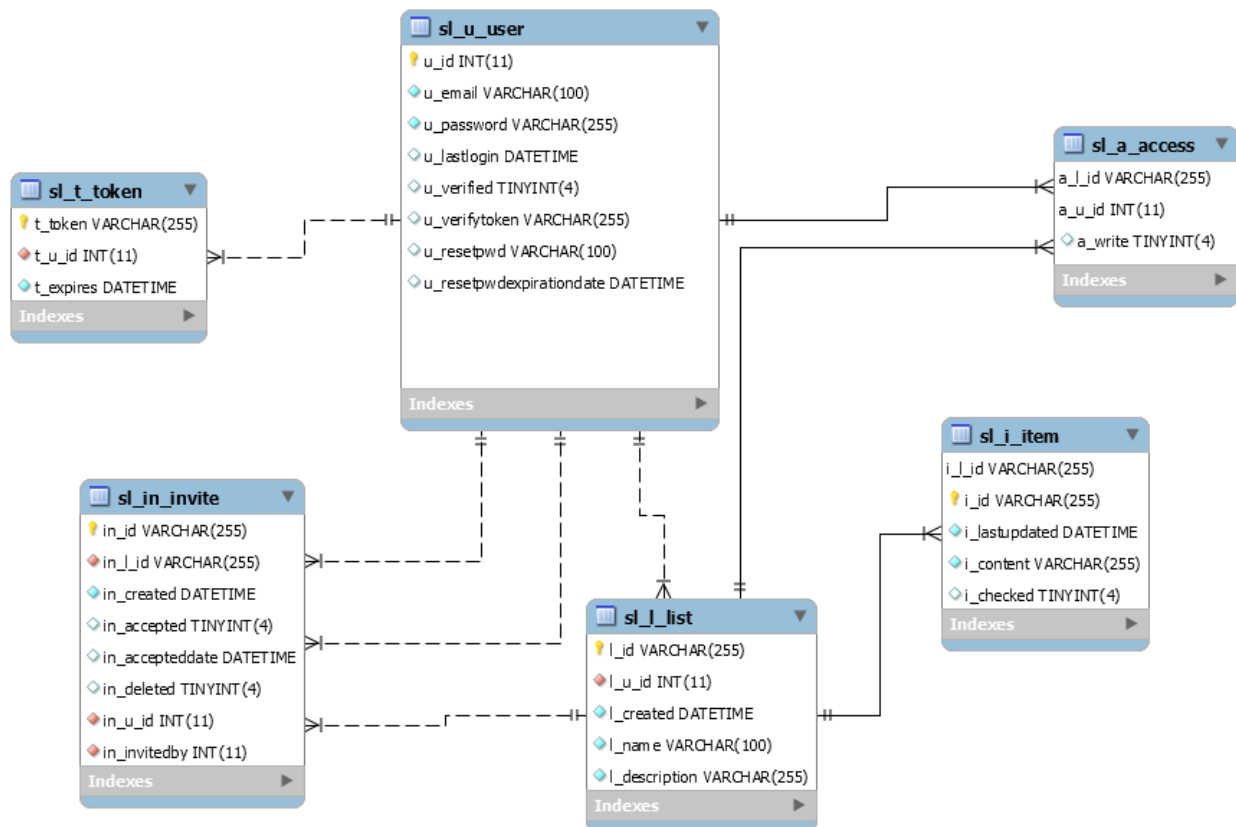 sl_u_user
u_id INT(11)
u_email VARCHAR(100)
u_password VARCHAR(255)
u_lastlogin DATETIME
u_verified TINYINT(4)
u_verifytoken VARCHAR(255)
u_resetpwd VARCHAR(100)
u_resetpwdexpirationdate DATETIME
Indexes
sl_a_access
a_l_id VARCHAR(255)
a_u_id INT(11)
a_write TINYINT(4)
Indexes
sl_t_token
t_token VARCHAR(255)
t_u_id INT(11)
t_expires DATETIME
Indexes
sl_i_item
i_l_id VARCHAR(255)
i_id VARCHAR(255)
i_lastupdated DATETIME
i_content VARCHAR(255)
i_checked TINYINT(4)
Indexes
sl_in_invite
in_id VARCHAR(255)
in_l_id VARCHAR(255)
in_created DATETIME
in_accepted TINYINT(4)
in_accepteddate DATETIME
in_deleted TINYINT(4)
in_u_id INT(11)
in_invitedby INT(11)
Indexes
sl_l_list
l_id VARCHAR(255)
l_u_id INT(11)
l_created DATETIME
l_name VARCHAR(100)
l_description VARCHAR(255)
Indexes